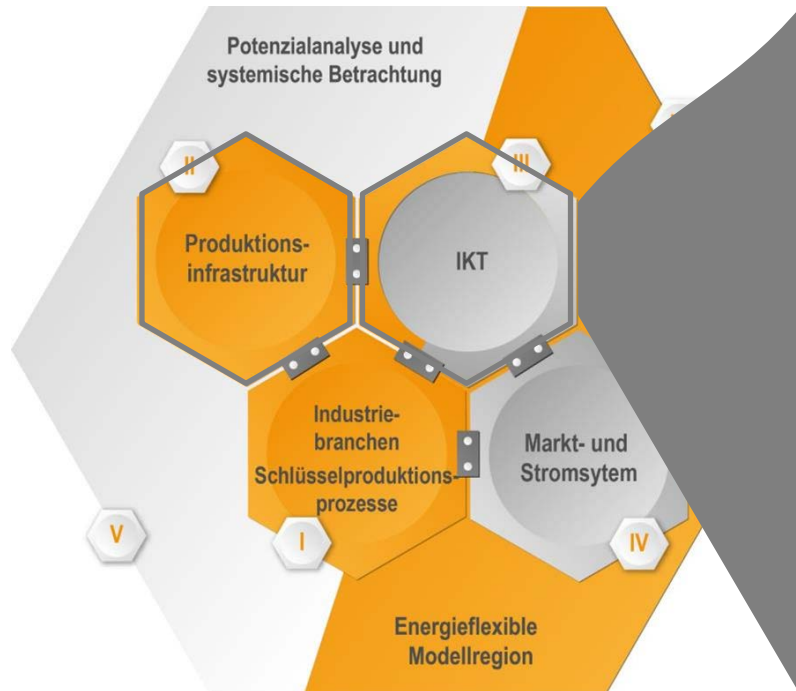 Potenzialanalyse und
systemische Betrachtung
II
III
Produktions-
infrastruktur
IKT
Industrie-
branchen
Schlüsselproduktions-
prozesse
Markt- und
Stromsytem
V
I
IV
Energieflexible
Modellregion